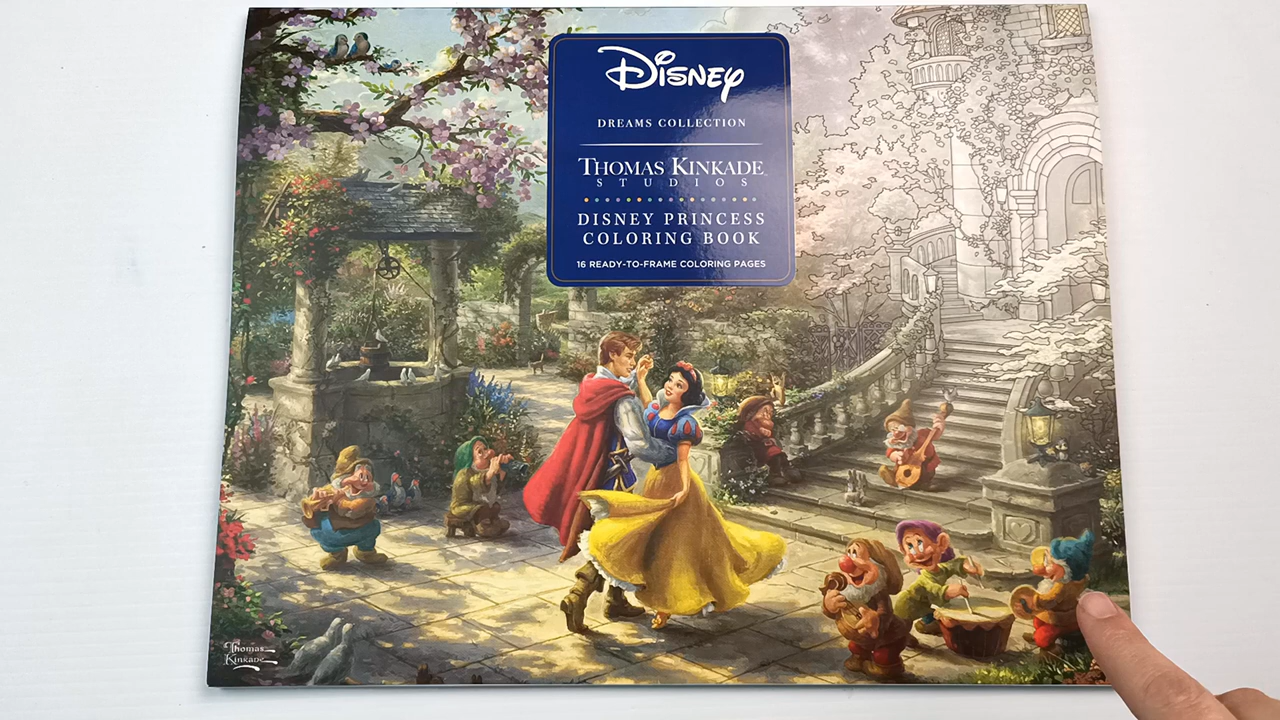 Disney
DREAMS COLLECTION
THOMAS KINKADE
STUDIOS
DISNEY PRINCESS
COLORING BOOK
16 READY-TO-FRAME COLORING PAGES
Thomas
Kinkade